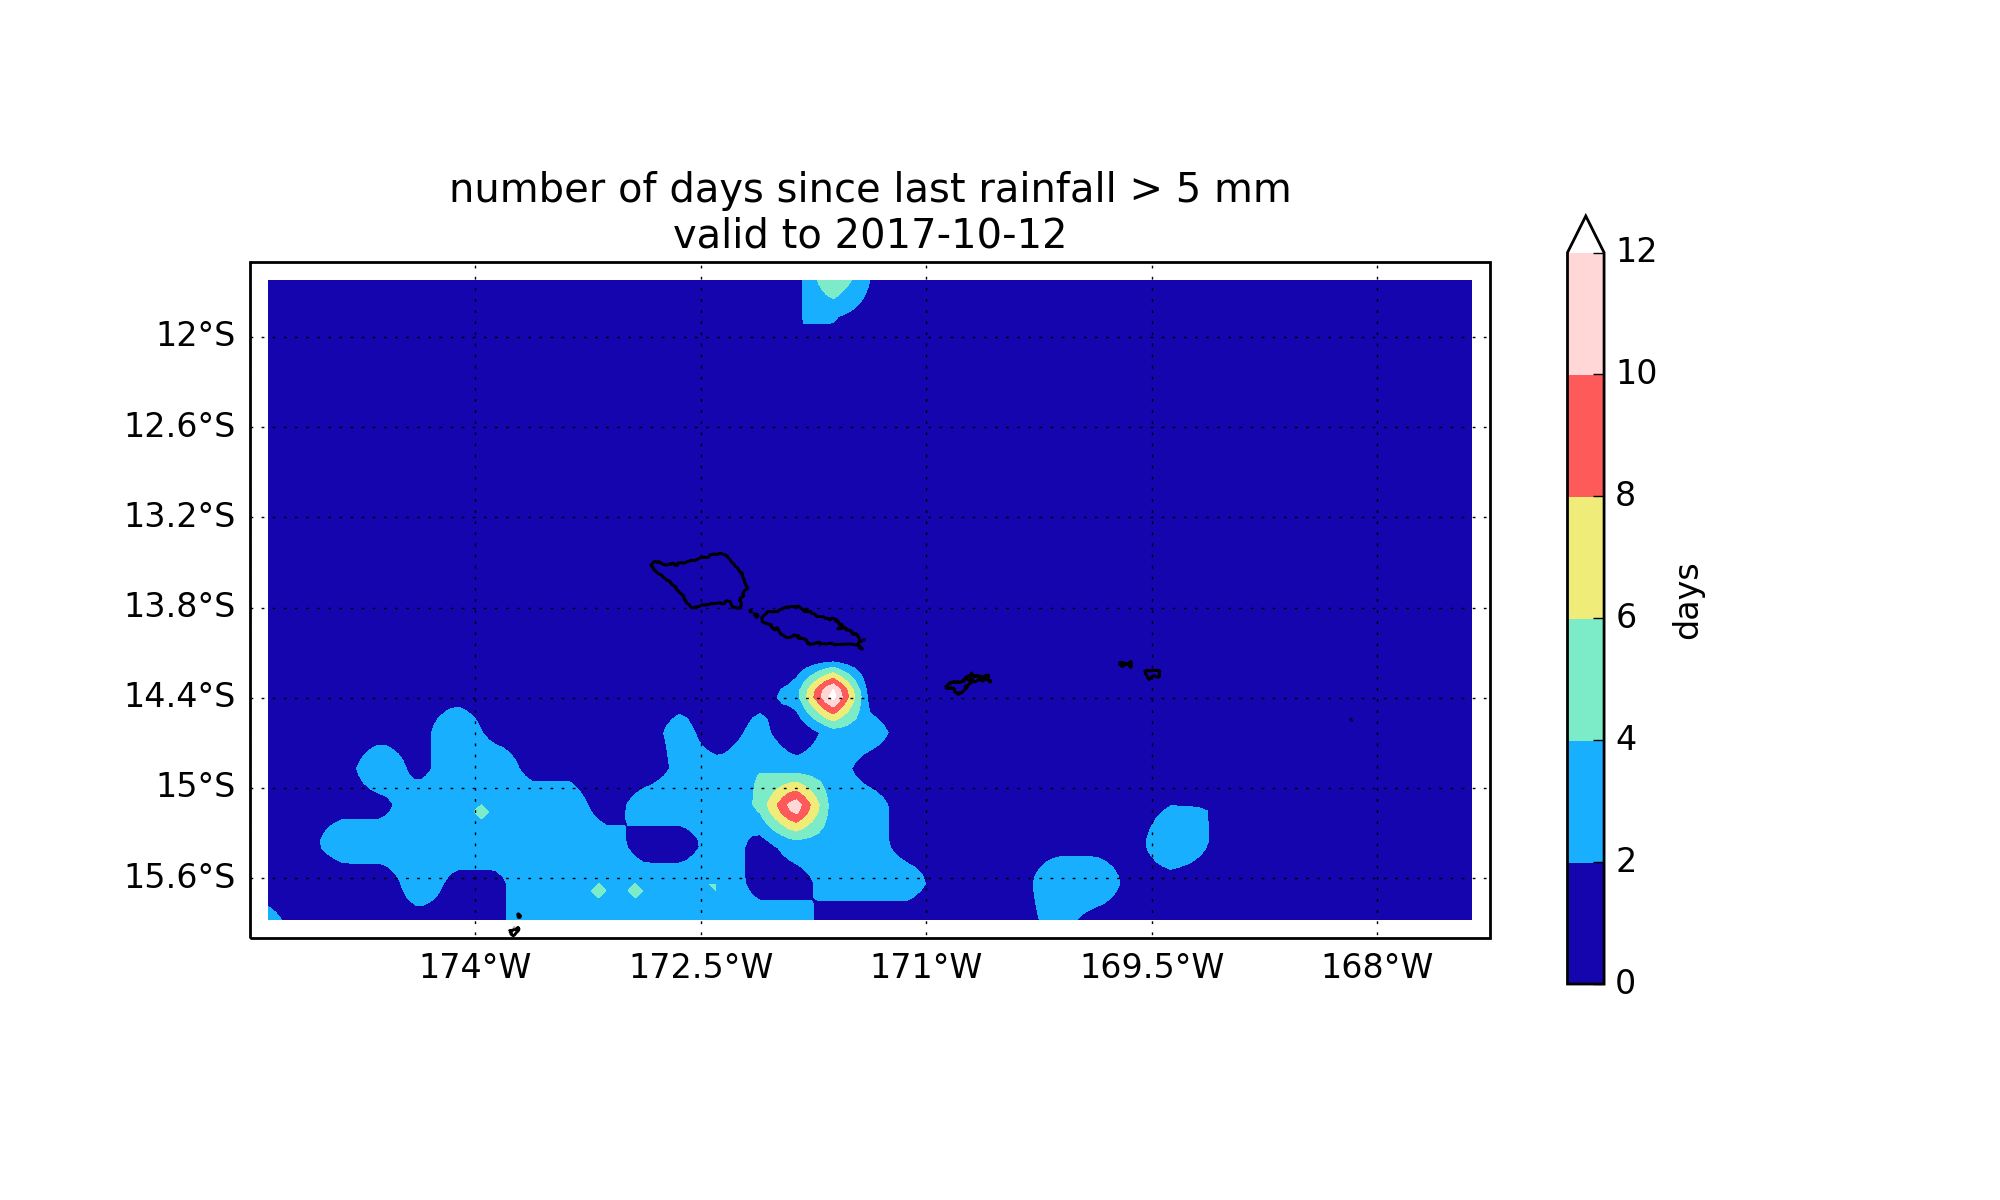 number of days since last rainfall > 5 mm
valid to 2017-10-12
12°S
12.6°S
13.2°S
13.8°S
14.4°S
15°S
15.6°S
174°W
172.5°W
171°W
169.5°W
168°W
12
10
8
6
4
2
0
days